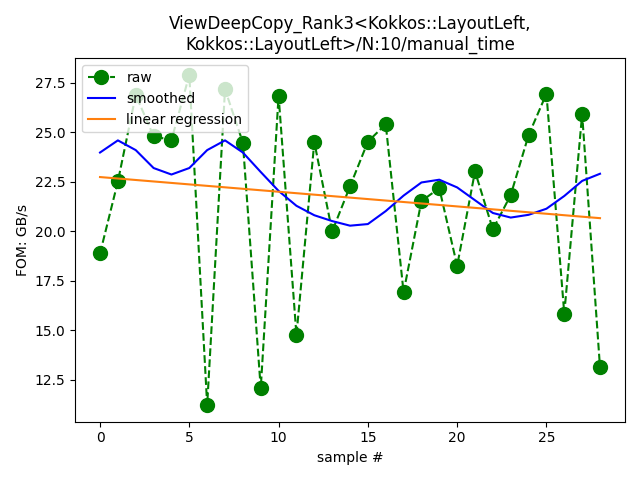 ViewDeepCopy_Rank3<Kokkos::LayoutLeft,
Kokkos::LayoutLeft>/N:10/manual_time
raw
smoothed
linear regression
FOM: GB/s
27.5
25.0
22.5
20.0
17.5
15.0
12.5
0 5 10 15 20 25
sample #